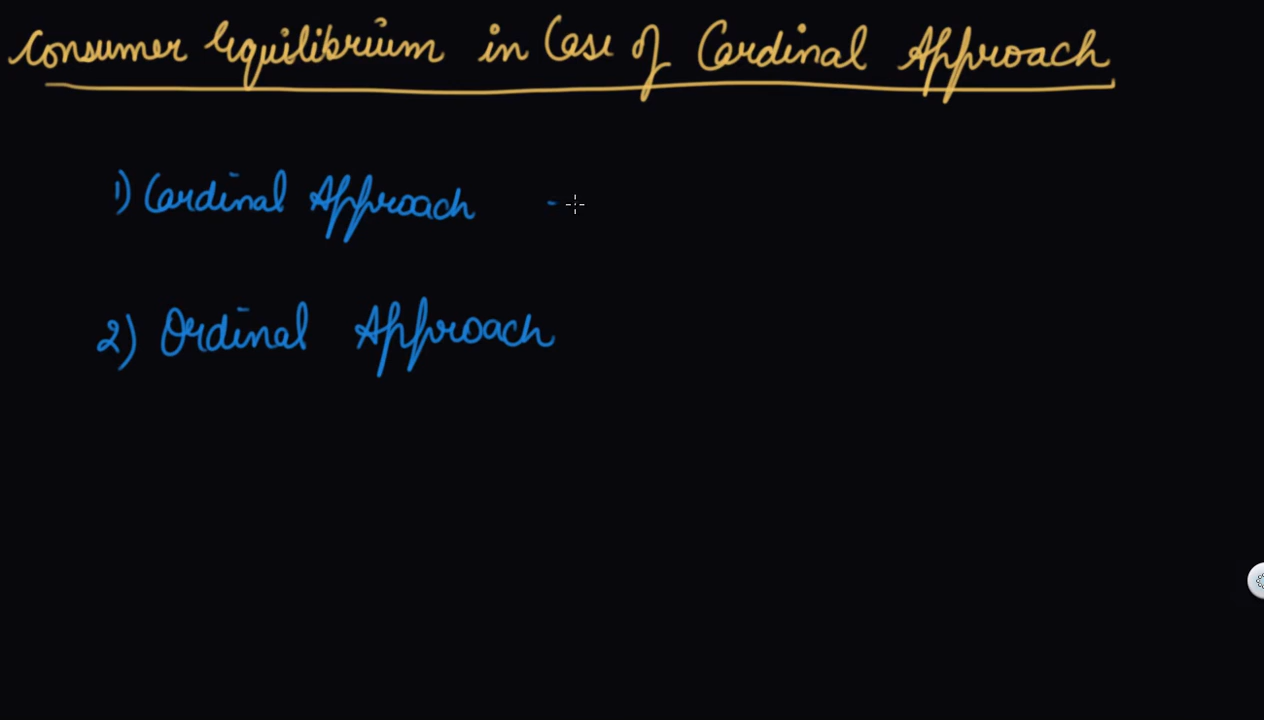 Consumer Equilibrium in Case of Cardinal Approach
1) Cardinal Approach -
2) Ordinal Approach